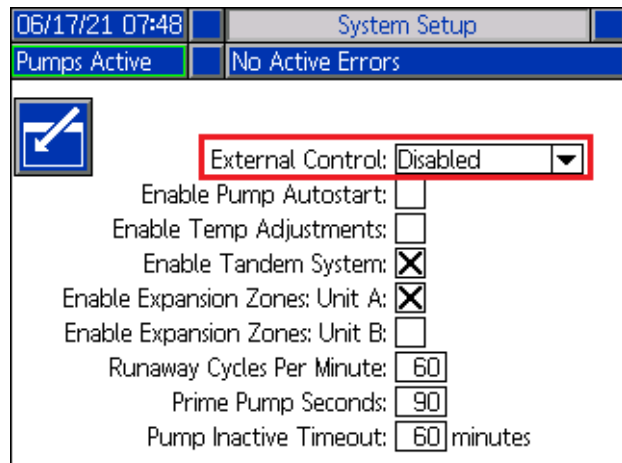 06/17/21 07:48 System Setup
Pumps Active No Active Errors
External Control: Disabled
Enable Pump Autostart:
Enable Temp Adjustments:
Enable Tandem System:
Enable Expansion Zones: Unit A:
Enable Expansion Zones: Unit B:
Runaway Cycles Per Minute: 60
Prime Pump Seconds: 90
Pump Inactive Timeout: 60 minutes